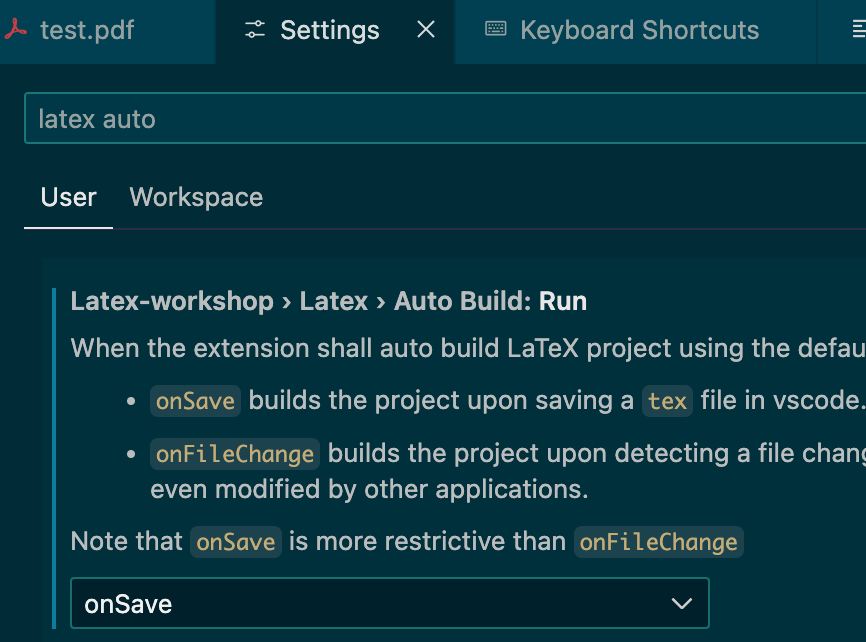 test.pdf Settings Keyboard Shortcuts
latex auto
User Workspace
Latex-workshop › Latex › Auto Build: Run
When the extension shall auto build LaTeX project using the defau
• onSave builds the project upon saving a tex file in vscode.
• onFileChange builds the project upon detecting a file chang
even modified by other applications.
Note that onSave is more restrictive than onFileChange
onSave